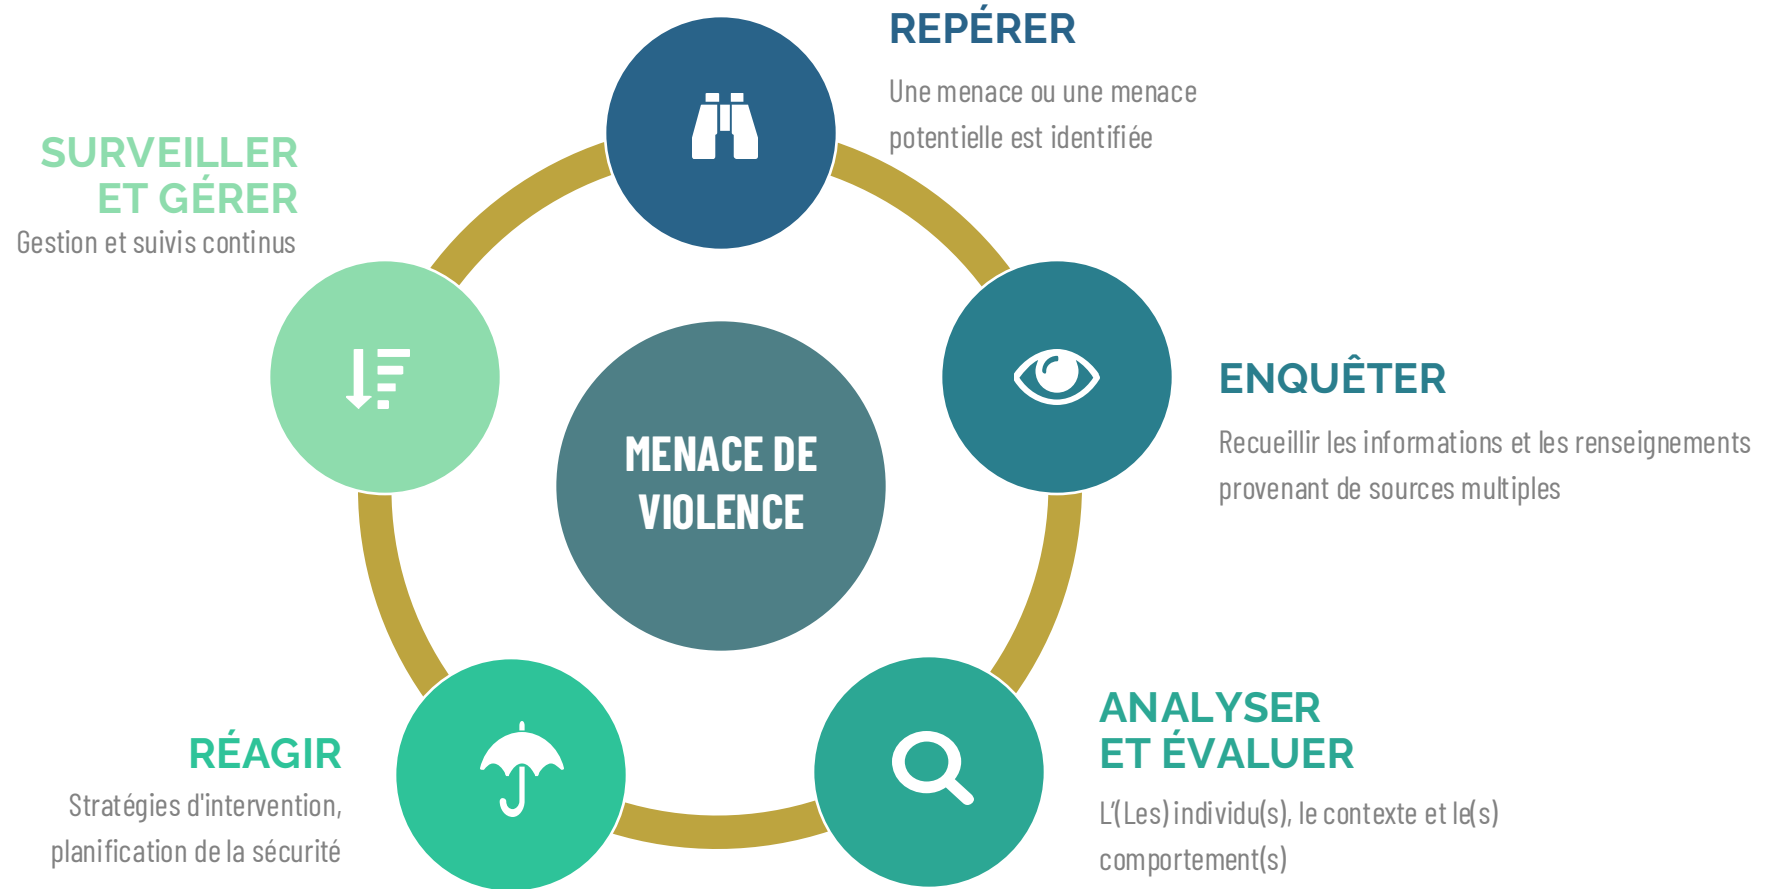 REPÉRER
Une menace ou une menace
potentielle est identifiée
ENQUÊTER
Recueillir les informations et les renseignements
provenant de sources multiples
ANALYSER
ET ÉVALUER
L'(Les) individu(s), le contexte et le(s)
comportement(s)
RÉAGIR
Stratégies d'intervention,
planification de la sécurité
SURVEILLER
ET GÉRER
Gestion et suivis continus
MENACE DE
VIOLENCE